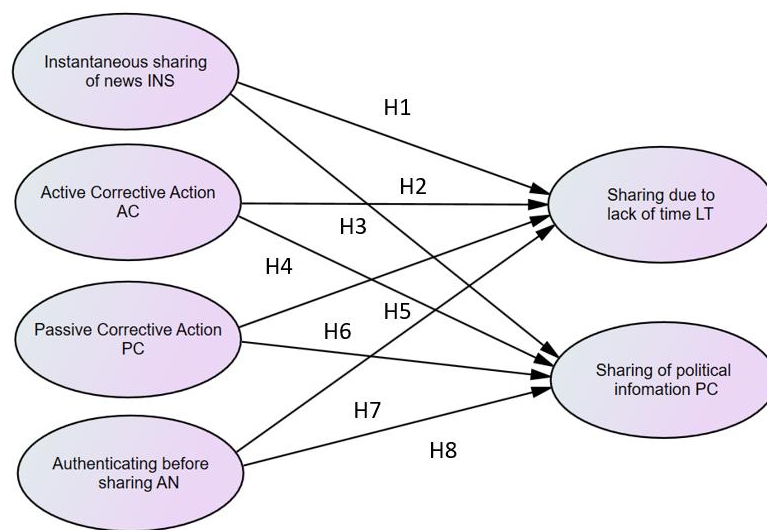 Instantaneous sharing
of news INS
H1
Active Corrective Action
AC
H2
Sharing due to
lack of time LT
H3
H4
H5
Passive Corrective Action
PC
H6
Sharing of political
infomation PC
H7
H8
Authenticating before
sharing AN